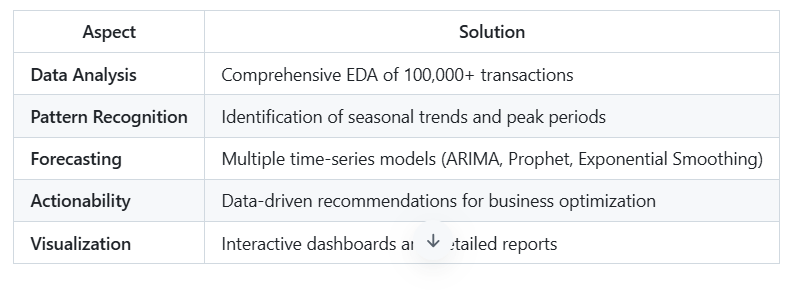 Aspect Solution
Data Analysis Comprehensive EDA of 100,000+ transactions
Pattern Recognition Identification of seasonal trends and peak periods
Forecasting Multiple time-series models (ARIMA, Prophet, Exponential Smoothing)
Actionability Data-driven recommendations for business optimization
Visualization Interactive dashboards reports